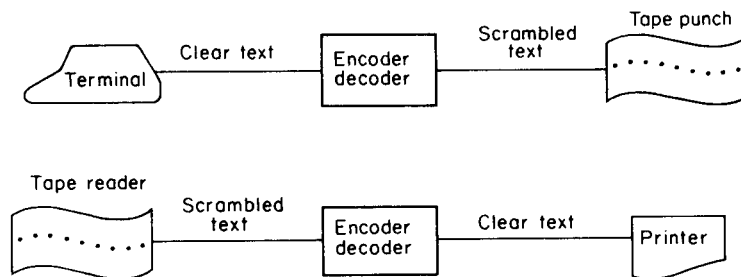 Tape punch
Terminal
Clear text
Encoder
decoder
Scrambled
text
Tape reader
Scrambled
text
Encoder
decoder
Clear text
Printer